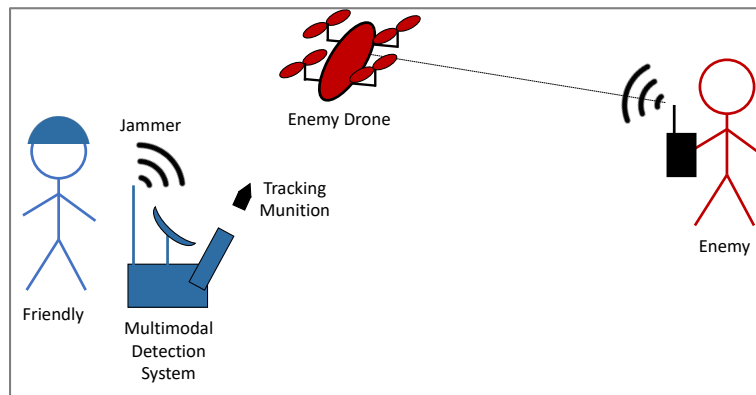 Enemy Drone
Jammer
Tracking
Munition
Enemy
Friendly
Multimodal
Detection
System